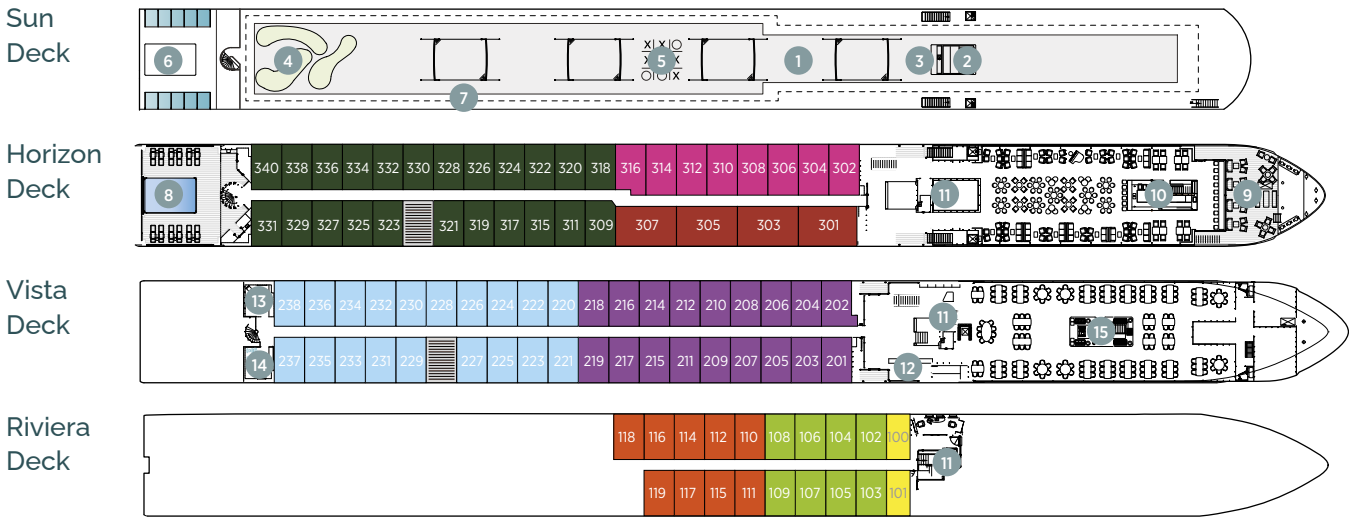 Sun
Deck
6 4 5 1 3 2
X X O
X
O O X
7
Horizon
Deck
340 338 336 334 332 330 328 326 324 322 320 318 316 314 312 310 308 306 304 302
8 11 10 9
331 329 327 325 323 321 319 317 315 311 309 307 305 303 301
Vista
Deck
13 238 236 234 232 230 228 226 224 222 220 218 216 214 212 210 208 206 204 202 11
15
14 237 235 233 231 229 227 225 223 221 219 217 215 211 209 207 205 203 201 12
Riviera
Deck
118 116 114 112 110 108 106 104 102 100
11
119 117 115 111 109 107 105 103 101